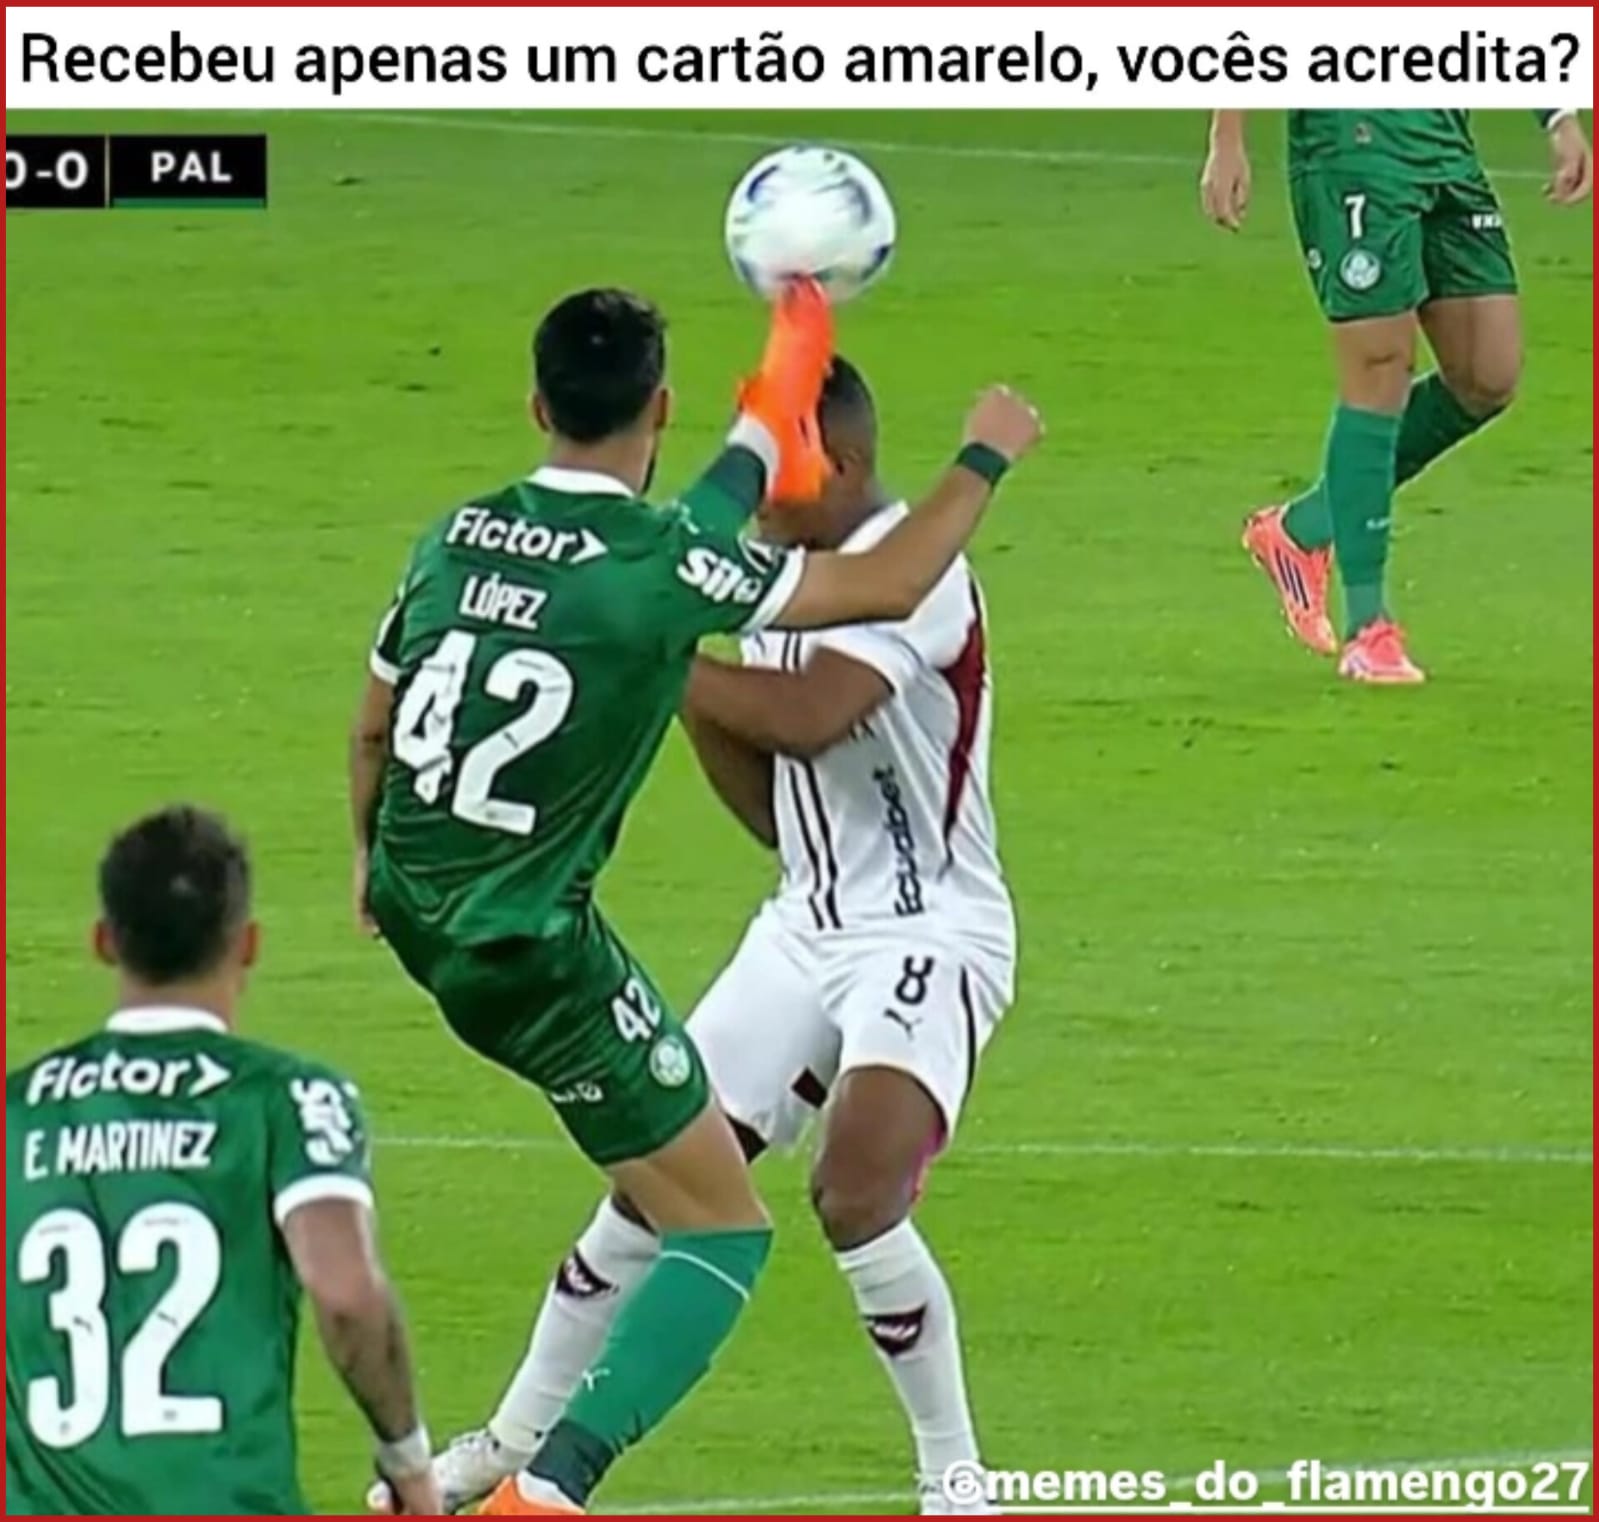 Recebeu apenas um cartão amarelo, vocês acredita?
0-0 PAL
7
Fictor
LÓPEZ
42
Ecuabet
8
42
Fictor
E. MARTINEZ
32
@memes_do_flamengo27